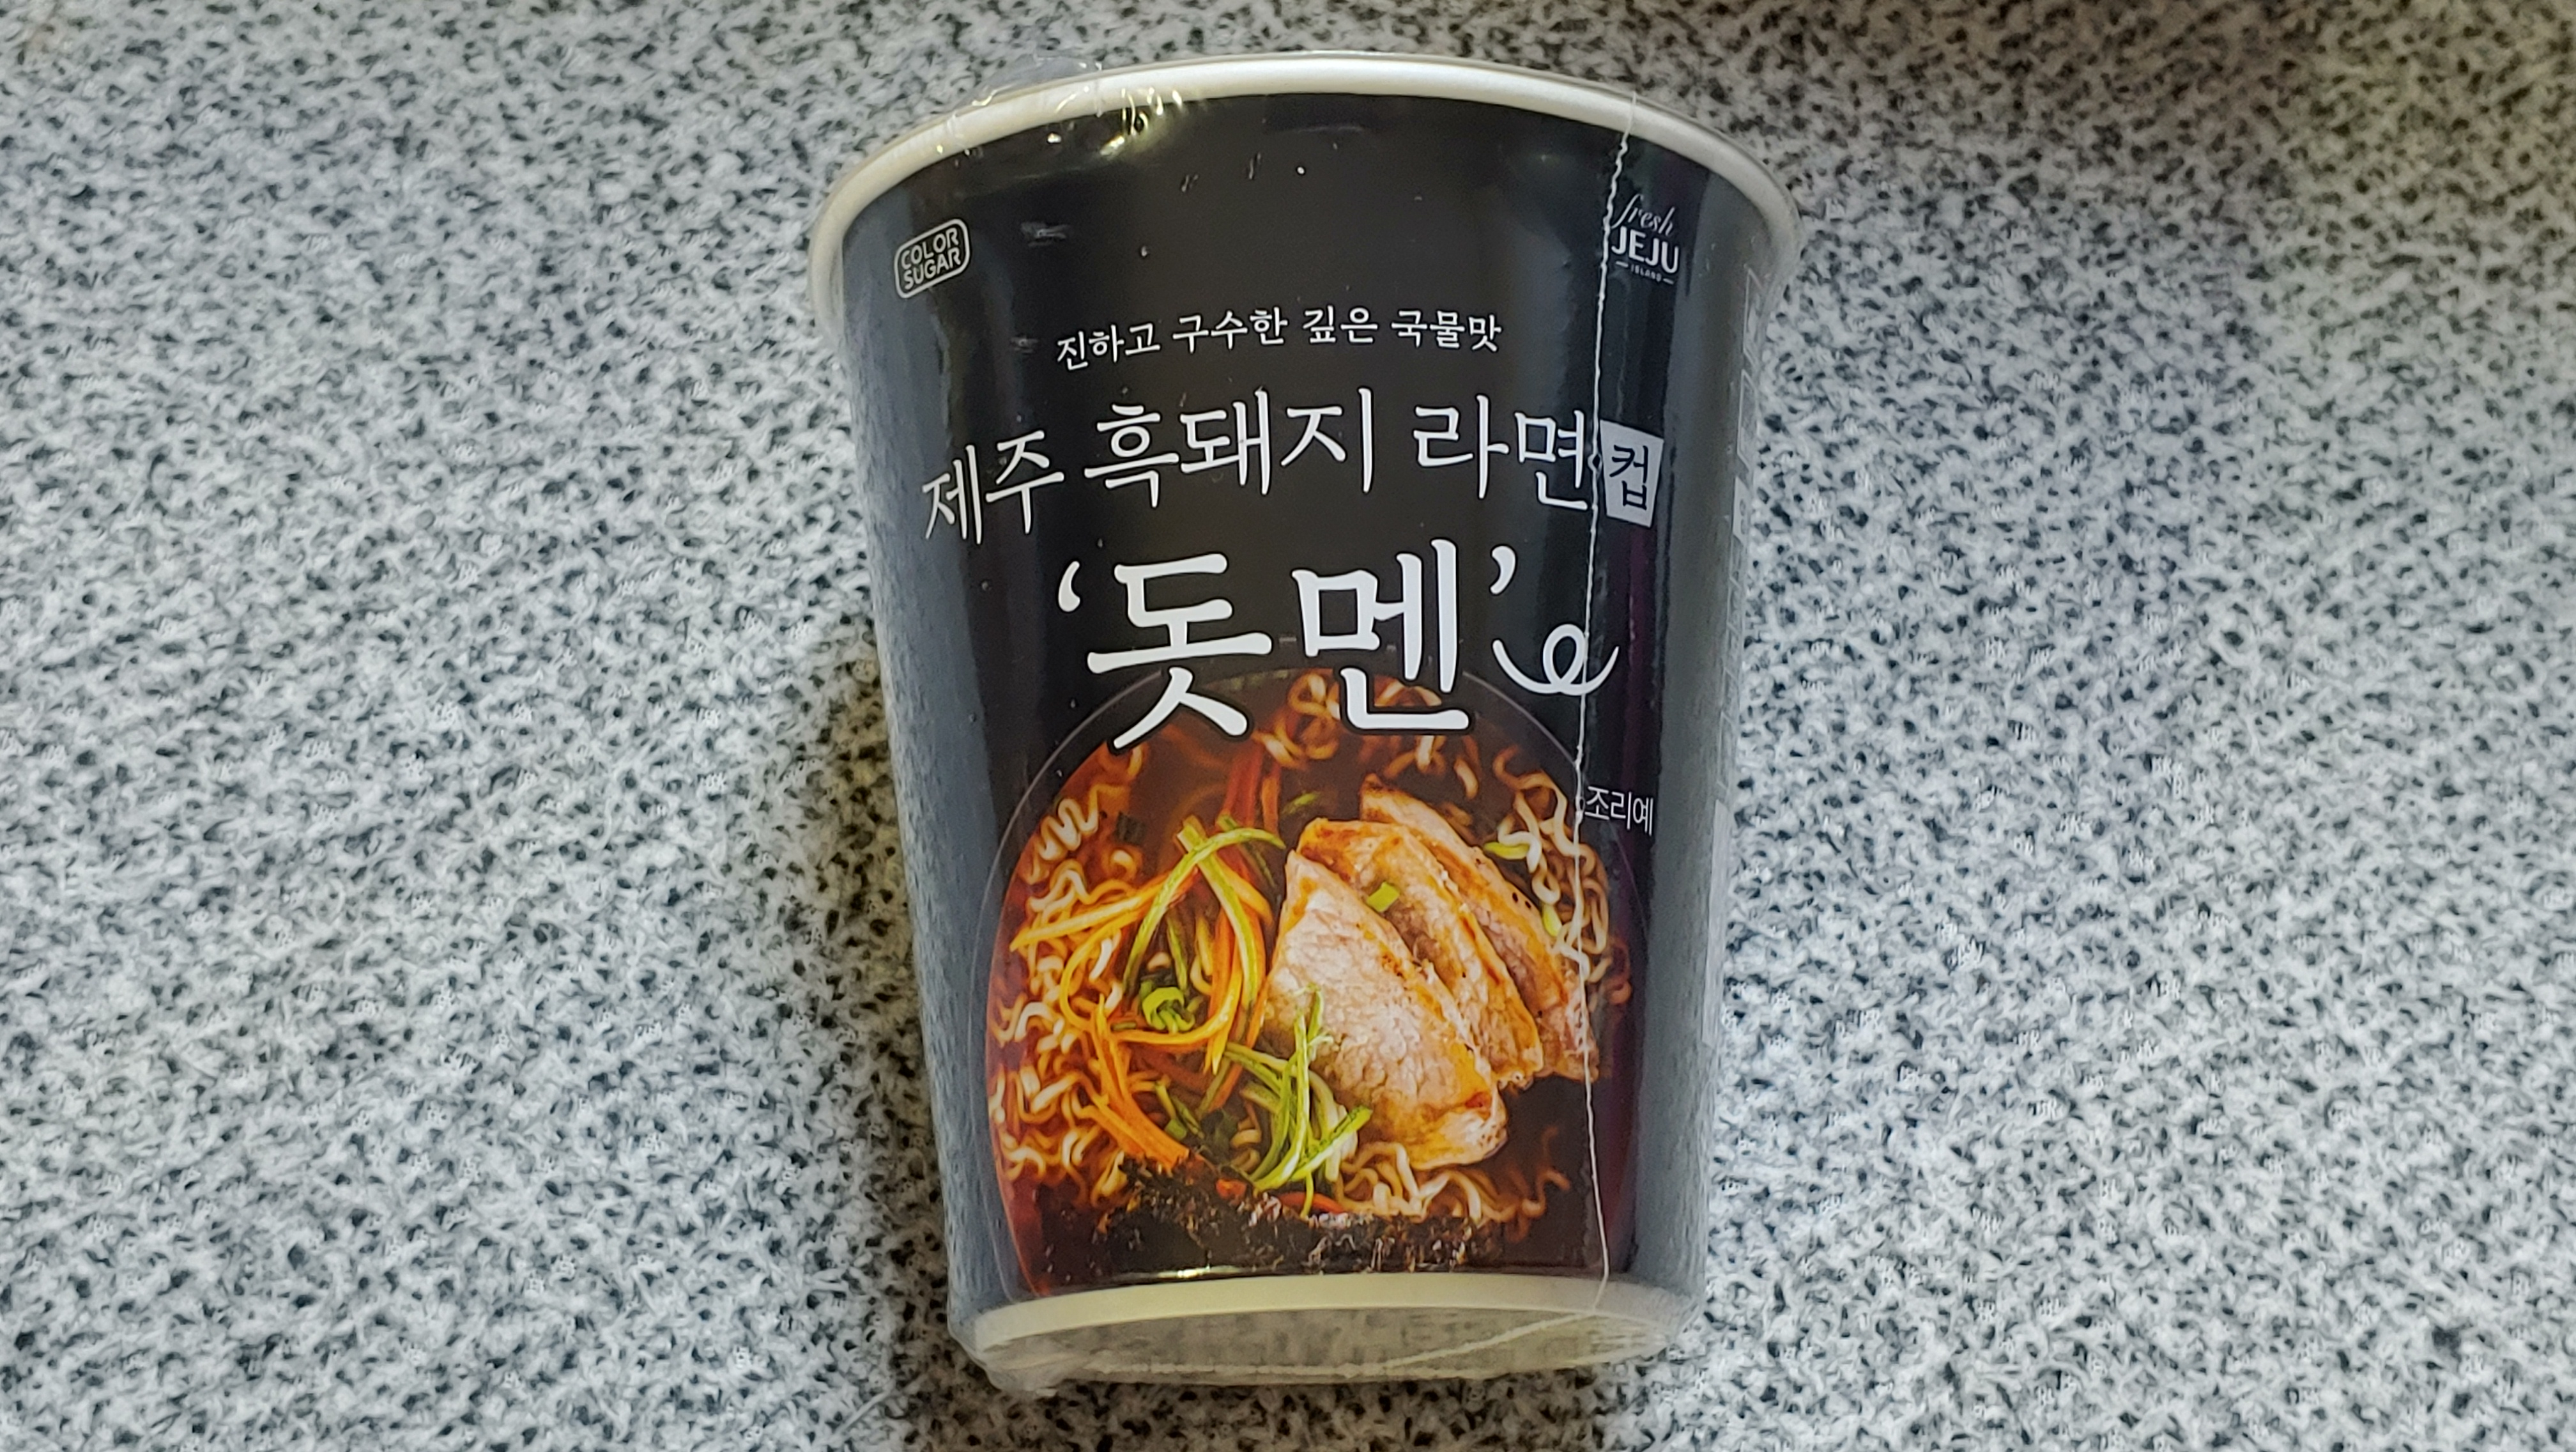 COLOR
SUGAR
fresh
JEJU
ISLAND
진하고 구수한 깊은 국물맛
제주 흑돼지 라면 컵
‘돗멘’
조리예